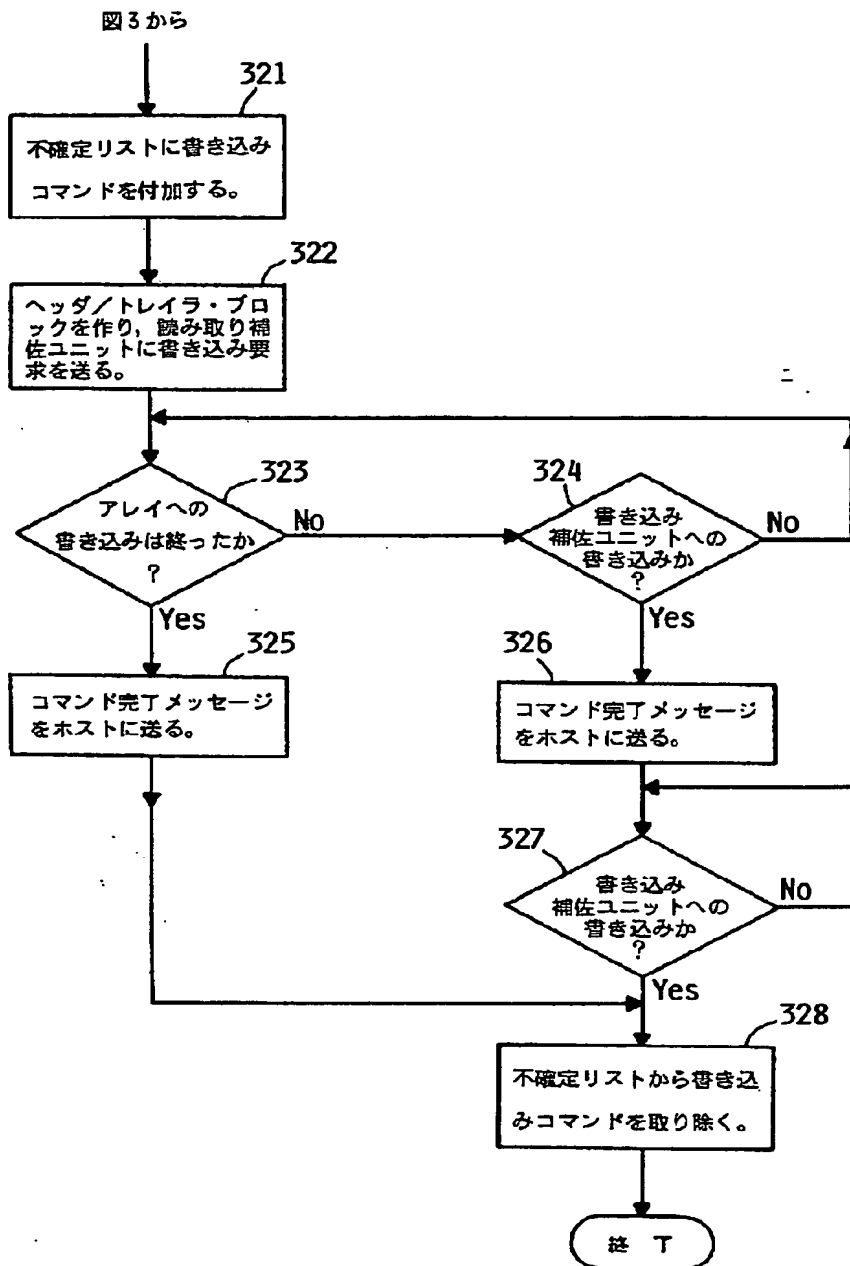 図3から
321
不確定リストに書き込み
コマンドを付加する。
322
ヘッダ/トレイラ・ブロ
ックを作り,読み取り補
佐ユニットに書き込み要
求を送る。
323
アレイへの
書き込みは終ったか
?
No
Yes
324
書き込み
補佐ユニットへの
書き込みか
?
No
Yes
325
コマンド完了メッセージ
をホストに送る。
326
コマンド完了メッセージ
をホストに送る。
327
書き込み
補佐ユニットへの
書き込みか
?
No
Yes
328
不確定リストから書き込
みコマンドを取り除く。
終 了